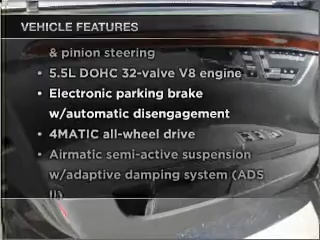 VEHICLE FEATURES
& pinion steering
• 5.5L DOHC 32-valve V8 engine
• Electronic parking brake
w/automatic disengagement
• 4MATIC all-wheel drive
• Airmatic semi-active suspension
w/adaptive damping system (ADS
II)